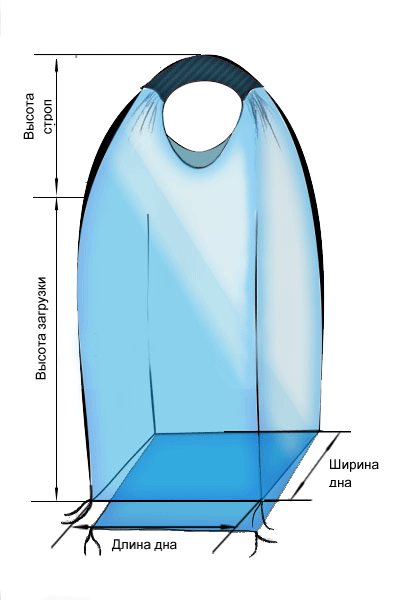 Высота
строп
Высота загрузки
Ширина
дна
Длина дна